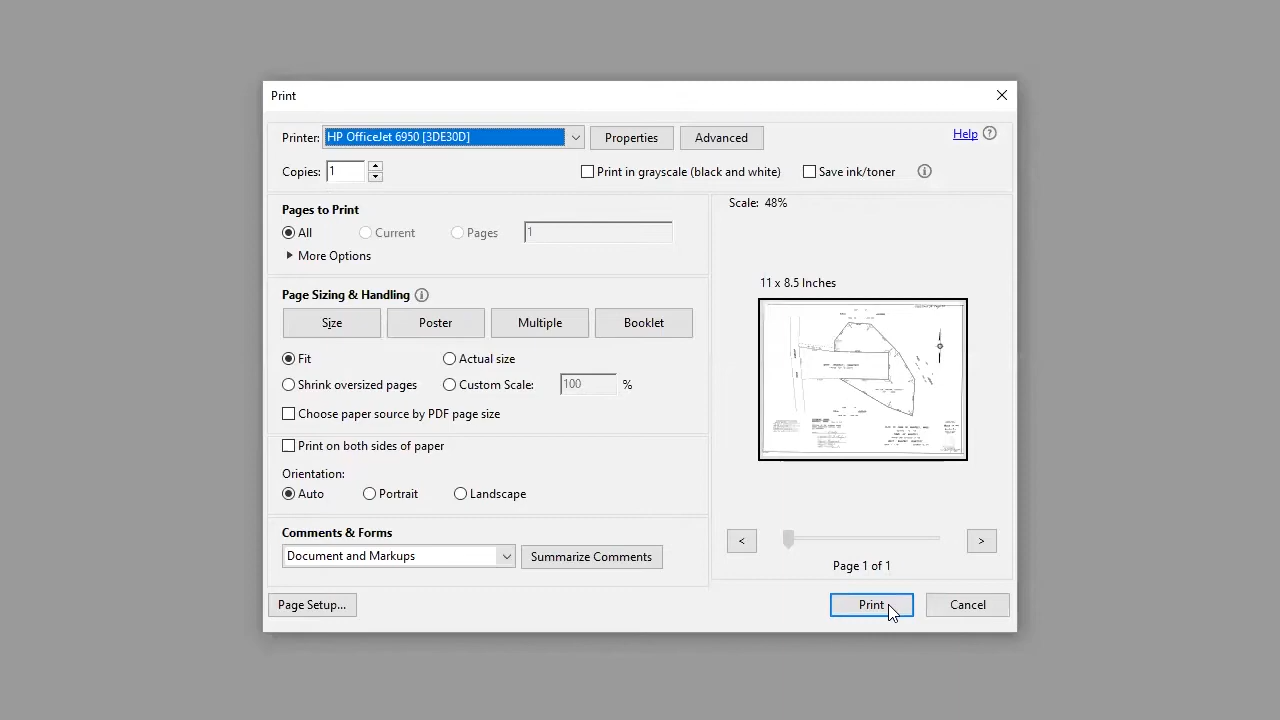 Print
Printer: HP OfficeJet 6950 [3DE30D] Properties Advanced Help
Copies: 1 Print in grayscale (black and white) Save ink/toner
Pages to Print
All Current Pages 1
More Options
Page Sizing & Handling
Size Poster Multiple Booklet
Fit Actual size
Shrink oversized pages Custom Scale: 100 %
Choose paper source by PDF page size
Print on both sides of paper
Orientation:
Auto Portrait Landscape
Comments & Forms
Document and Markups Summarize Comments
Scale: 48%
11 x 8.5 Inches
< >
Page 1 of 1
Page Setup... Print Cancel